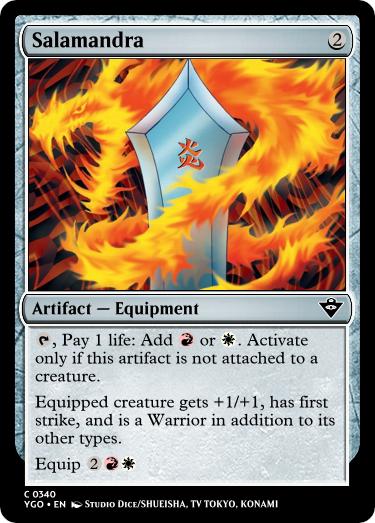 Salamandra 2
炎
Artifact — Equipment
, Pay 1 life: Add or . Activate
only if this artifact is not attached to a
creature.
Equipped creature gets +1/+1, has first
strike, and is a Warrior in addition to its
other types.
Equip 2
C 0340
YGO • EN Studio Dice/SHUEISHA, TV TOKYO, KONAMI